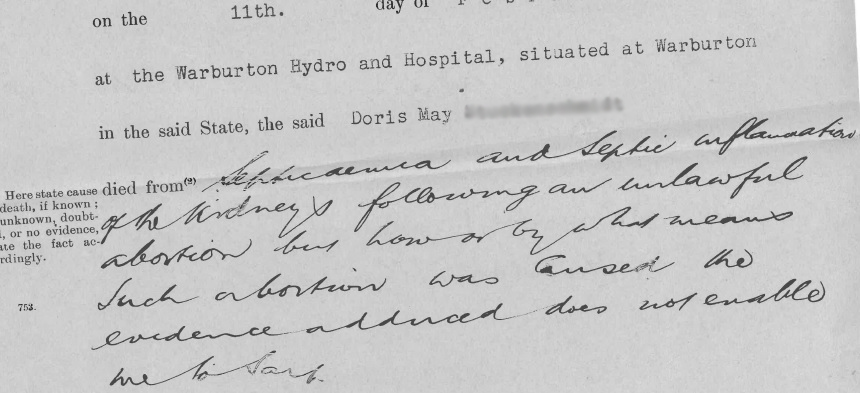 on the 11th. day of
at the Warburton Hydro and Hospital, situated at Warburton
in the said State, the said Doris May
Here state cause
death, if known ;
unknown, doubt-
, or no evidence,
ate the fact ac-
rdingly.
753.
died from(2) Septicaemia and Septic inflammation
of the Kidneys following an unlawful
abortion but how or by what means
Such abortion was Caused the
evidence adduced does not enable
me to Say.